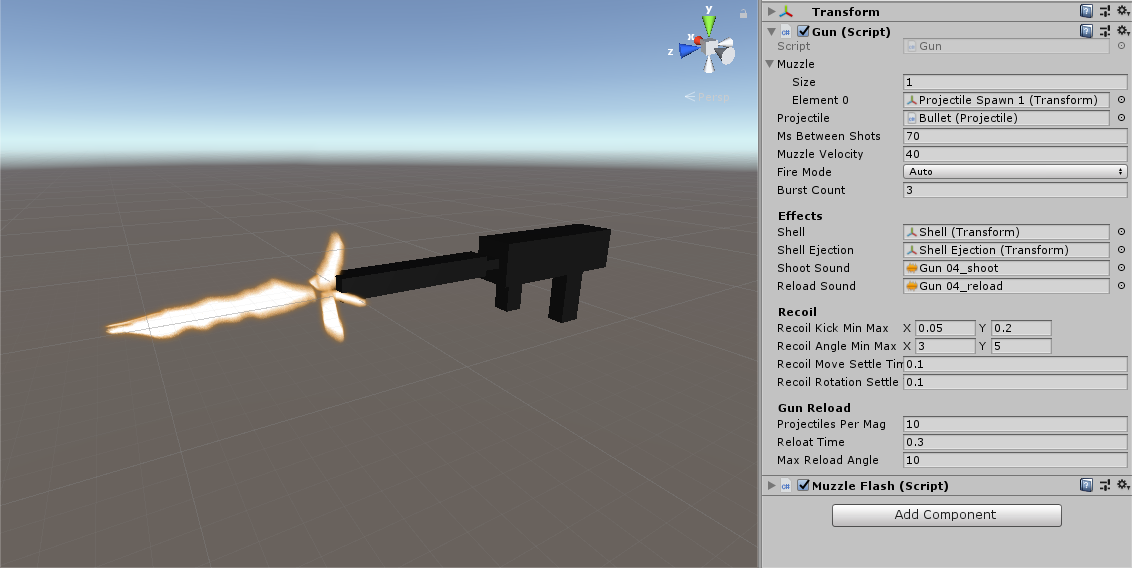 y
x
z
Persp
Transform
Gun (Script)
Script Gun
Muzzle
Size 1
Element 0 Projectile Spawn 1 (Transform)
Projectile Bullet (Projectile)
Ms Between Shots 70
Muzzle Velocity 40
Fire Mode Auto
Burst Count 3
Effects
Shell Shell (Transform)
Shell Ejection Shell Ejection (Transform)
Shoot Sound Gun 04_shoot
Reload Sound Gun 04_reload
Recoil
Recoil Kick Min Max X 0.05 Y 0.2
Recoil Angle Min Max X 3 Y 5
Recoil Move Settle Tim 0.1
Recoil Rotation Settle 0.1
Gun Reload
Projectiles Per Mag 10
Reloat Time 0.3
Max Reload Angle 10
Muzzle Flash (Script)
Add Component